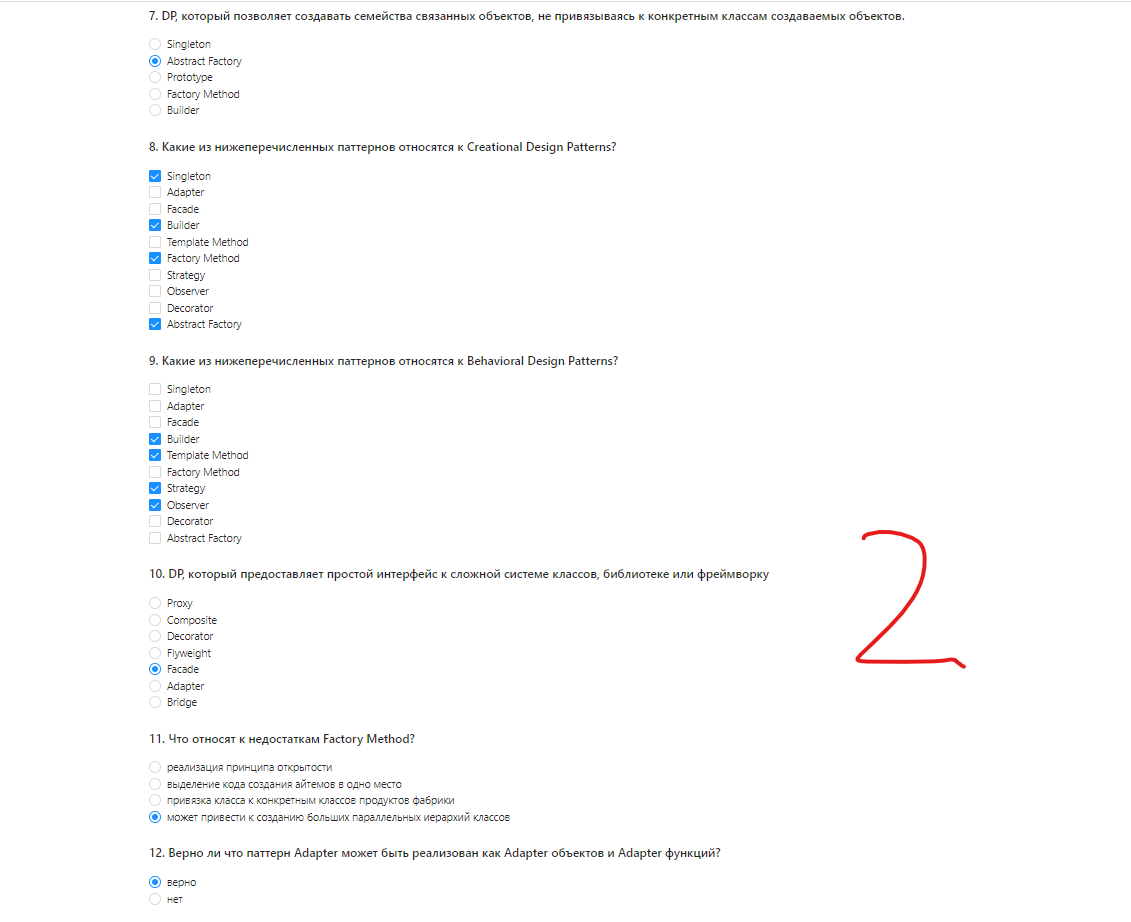 7. DP, который позволяет создавать семейства связанных объектов, не привязываясь к конкретным классам создаваемых объектов.
Singleton
Abstract Factory
Prototype
Factory Method
Builder
8. Какие из нижеперечисленных паттернов относятся к Creational Design Patterns?
Singleton
Adapter
Facade
Builder
Template Method
Factory Method
Strategy
Observer
Decorator
Abstract Factory
9. Какие из нижеперечисленных паттернов относятся к Behavioral Design Patterns?
Singleton
Adapter
Facade
Builder
Template Method
Factory Method
Strategy
Observer
Decorator
Abstract Factory
10. DP, который предоставляет простой интерфейс к сложной системе классов, библиотеке или фреймворку
Proxy
Composite
Decorator
Flyweight
Facade
Adapter
Bridge
2
11. Что относят к недостаткам Factory Method?
реализация принципа открытости
выделение кода создания айтемов в одно место
привязка класса к конкретным классов продуктов фабрики
может привести к созданию больших параллельных иерархий классов
12. Верно ли что паттерн Adapter может быть реализован как Adapter объектов и Adapter функций?
верно
нет